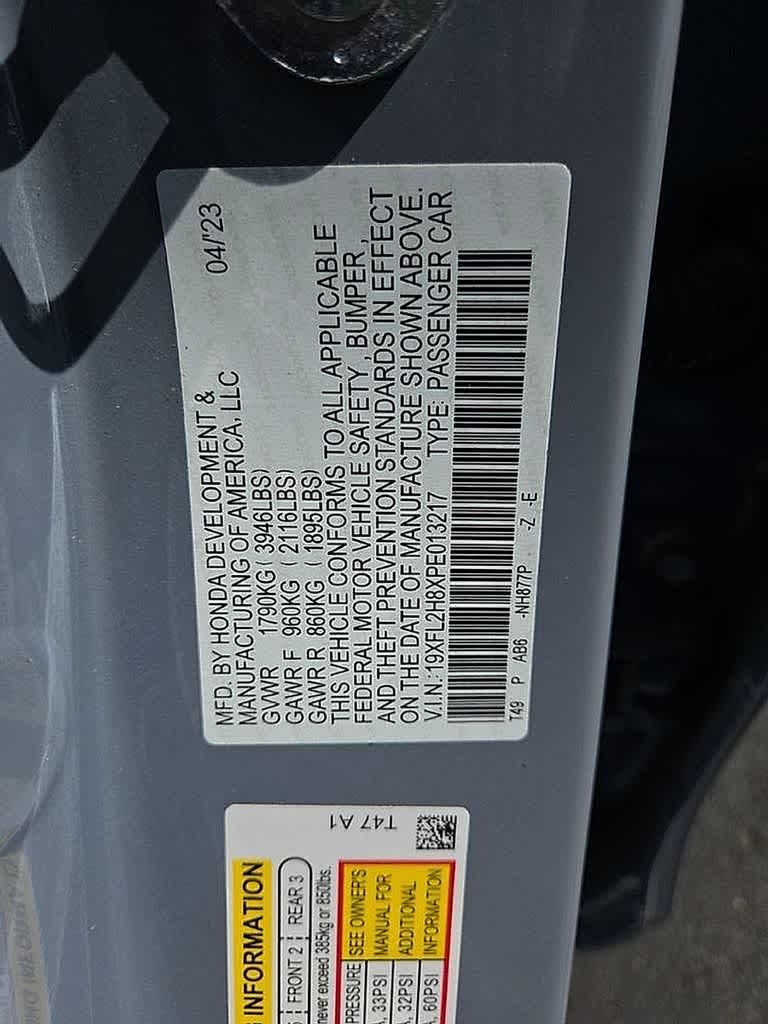 04/'23
MFD. BY HONDA DEVELOPMENT &
MANUFACTURING OF AMERICA, LLC
GVWR 1790KG (3946LBS)
GAWR F 960KG (2116LBS)
GAWR R 860KG (1895LBS)
THIS VEHICLE CONFORMS TO ALL APPLICABLE
FEDERAL MOTOR VEHICLE SAFETY, BUMPER,
AND THEFT PREVENTION STANDARDS IN EFFECT
ON THE DATE OF MANUFACTURE SHOWN ABOVE.
V.I.N.:19XFL2H8XPE013217 TYPE: PASSENGER CAR
T49 P AB6 -NH877P -Z -E
T47 A1
INFORMATION
FRONT 2 REAR 3
never exceed 385kg or 850lbs.
PRESSURE SEE OWNER'S
33PSI MANUAL FOR
32PSI ADDITIONAL
60PSI INFORMATION